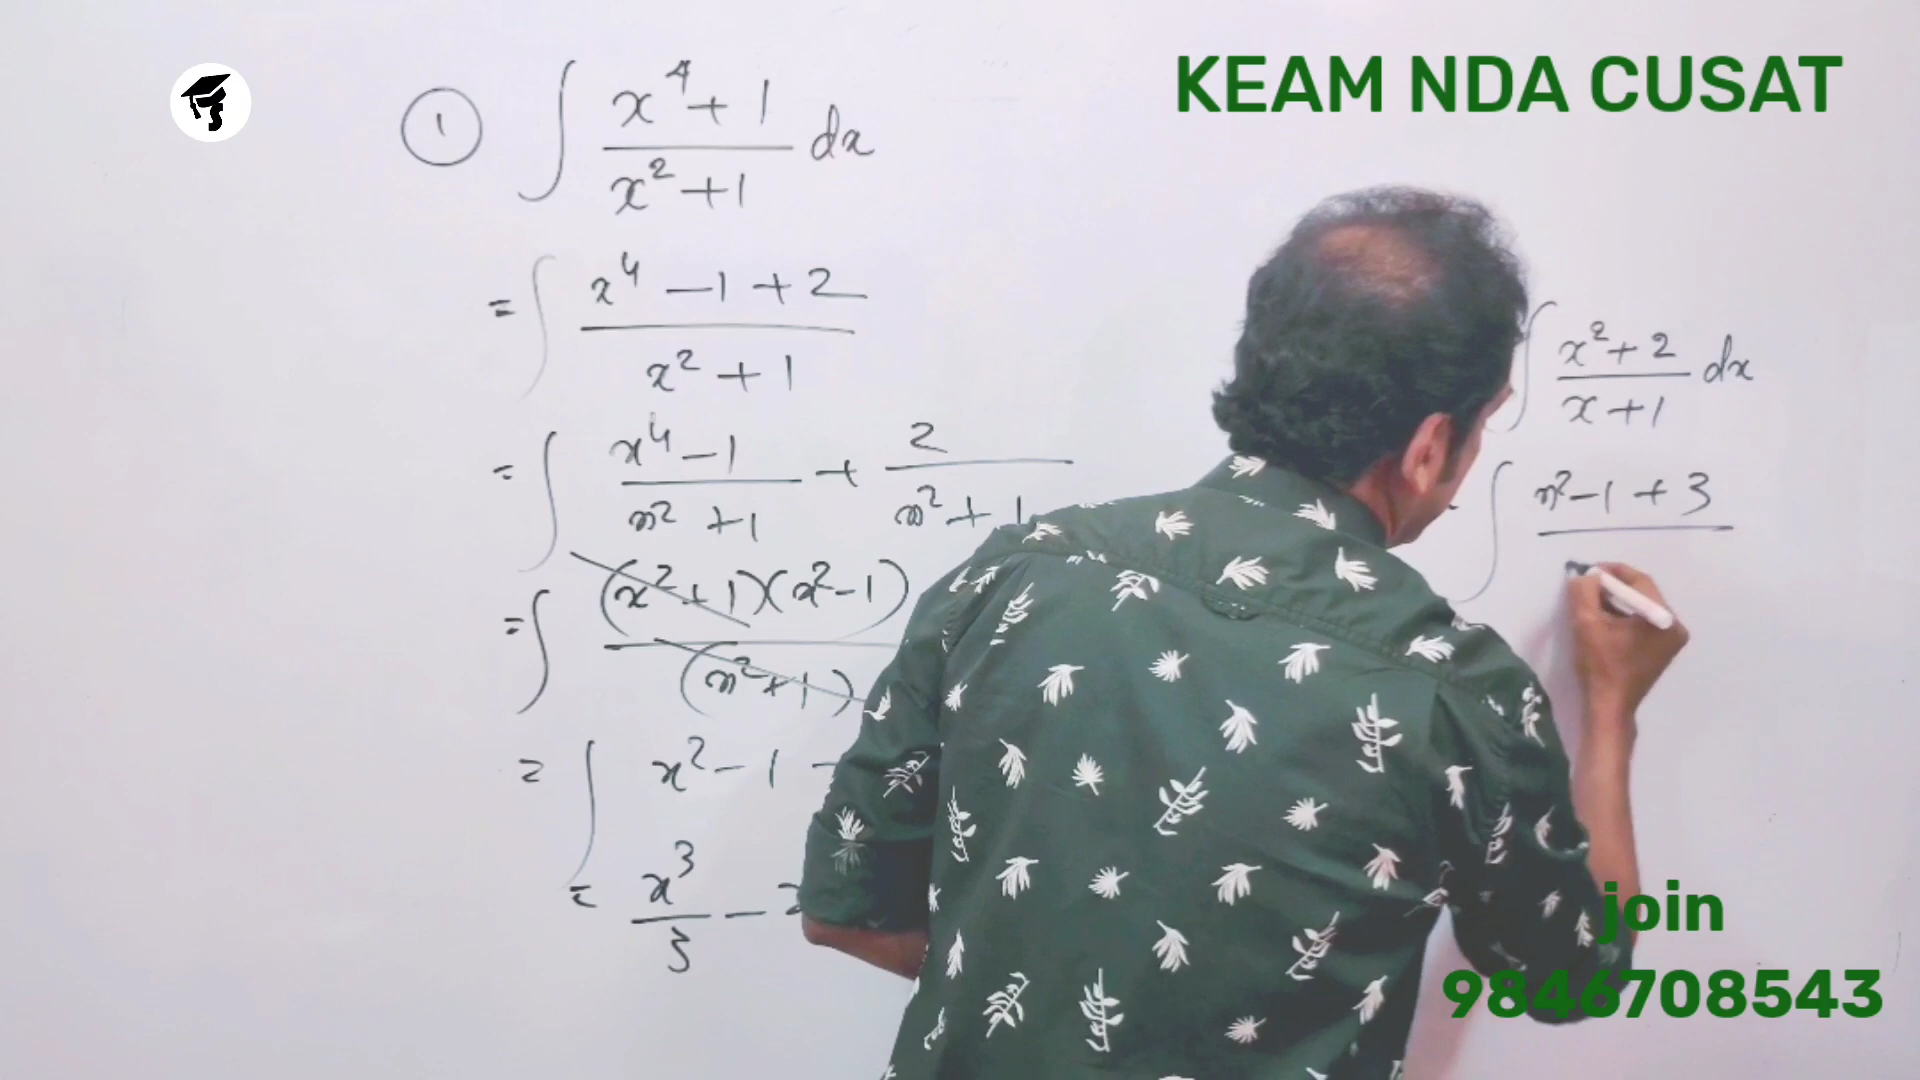 KEAM NDA CUSAT
① ∫ x⁴+1 / x²+1 dx
= ∫ x⁴-1+2 / x²+1
= ∫ x⁴-1 / x²+1 + 2 / x²+1
= ∫ (x²+1)(x²-1) / (x²+1)
= ∫ x²-1 -
= x³/3 -
∫ x²+2 / x+1 dx
∫ x²-1+3
join
9846708543